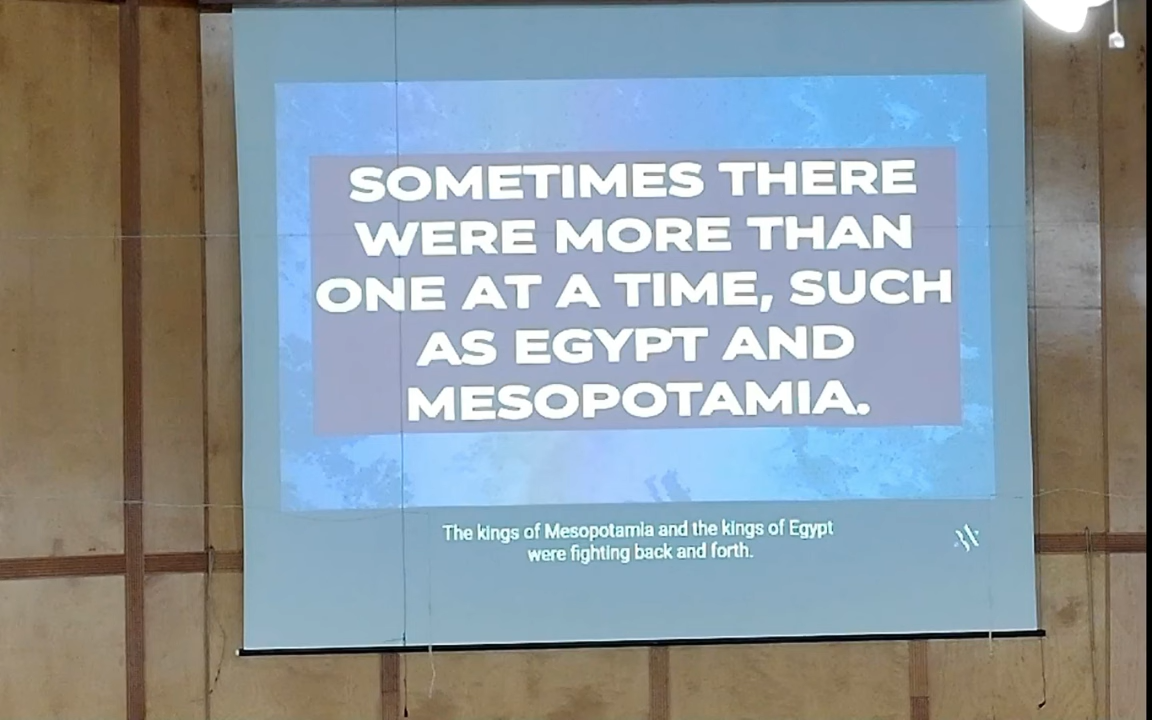 SOMETIMES THERE
WERE MORE THAN
ONE AT A TIME, SUCH
AS EGYPT AND
MESOPOTAMIA.
The kings of Mesopotamia and the kings of Egypt
were fighting back and forth.